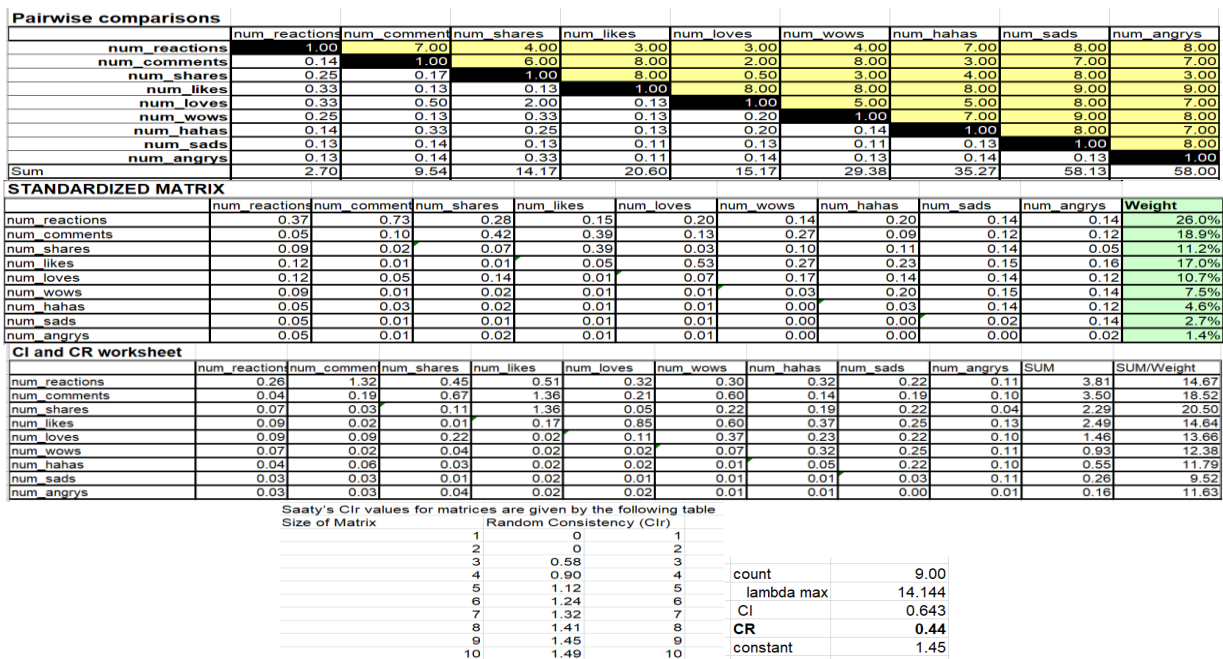 Pairwise comparisons
num_reactions num_comment num_shares num_likes num_loves num_wows num_hahas num_sads num_angrys
num_reactions 1.00 7.00 4.00 3.00 3.00 4.00 7.00 8.00 8.00
num_comments 0.14 1.00 6.00 8.00 2.00 8.00 3.00 7.00 7.00
num_shares 0.25 0.17 1.00 8.00 0.50 3.00 4.00 8.00 3.00
num_likes 0.33 0.13 0.13 1.00 8.00 8.00 8.00 9.00 9.00
num_loves 0.33 0.50 2.00 0.13 1.00 5.00 5.00 8.00 7.00
num_wows 0.25 0.13 0.33 0.13 0.20 1.00 7.00 9.00 8.00
num_hahas 0.14 0.33 0.25 0.13 0.20 0.14 1.00 8.00 7.00
num_sads 0.13 0.14 0.13 0.11 0.13 0.11 0.13 1.00 8.00
num_angrys 0.13 0.14 0.33 0.11 0.14 0.13 0.14 0.13 1.00
Sum 2.70 9.54 14.17 20.60 15.17 29.38 35.27 58.13 58.00
STANDARDIZED MATRIX
num_reactions num_comment num_shares num_likes num_loves num_wows num_hahas num_sads num_angrys Weight
num_reactions 0.37 0.73 0.28 0.15 0.20 0.14 0.20 0.14 0.14 26.0%
num_comments 0.05 0.10 0.42 0.39 0.13 0.27 0.09 0.12 0.12 18.9%
num_shares 0.09 0.02 0.07 0.39 0.03 0.10 0.11 0.14 0.05 11.2%
num_likes 0.12 0.01 0.01 0.05 0.53 0.27 0.23 0.15 0.16 17.0%
num_loves 0.12 0.05 0.14 0.01 0.07 0.17 0.14 0.14 0.12 10.7%
num_wows 0.09 0.01 0.02 0.01 0.01 0.03 0.20 0.15 0.14 7.5%
num_hahas 0.05 0.03 0.02 0.01 0.01 0.00 0.03 0.14 0.12 4.6%
num_sads 0.05 0.01 0.01 0.01 0.01 0.00 0.00 0.02 0.14 2.7%
num_angrys 0.05 0.01 0.02 0.01 0.01 0.00 0.00 0.00 0.02 1.4%
CI and CR worksheet
num_reactions num_comment num_shares num_likes num_loves num_wows num_hahas num_sads num_angrys SUM SUM/Weight
num_reactions 0.26 1.32 0.45 0.51 0.32 0.30 0.32 0.22 0.11 3.81 14.67
num_comments 0.04 0.19 0.67 1.36 0.21 0.60 0.14 0.19 0.10 3.50 18.52
num_shares 0.07 0.03 0.11 1.36 0.05 0.22 0.19 0.22 0.04 2.29 20.50
num_likes 0.09 0.02 0.01 0.17 0.85 0.60 0.37 0.25 0.13 2.49 14.64
num_loves 0.09 0.09 0.22 0.02 0.11 0.37 0.23 0.22 0.10 1.46 13.66
num_wows 0.07 0.02 0.04 0.02 0.02 0.07 0.32 0.25 0.11 0.93 12.38
num_hahas 0.04 0.06 0.03 0.02 0.02 0.01 0.05 0.22 0.10 0.55 11.79
num_sads 0.03 0.03 0.01 0.02 0.01 0.01 0.01 0.03 0.11 0.26 9.52
num_angrys 0.03 0.03 0.04 0.02 0.02 0.01 0.01 0.00 0.01 0.16 11.63
Saaty's CIr values for matrices are given by the following table
Size of Matrix Random Consistency (CIr)
1 0 1
2 0 2
3 0.58 3
4 0.90 4
5 1.12 5
6 1.24 6
7 1.32 7
8 1.41 8
9 1.45 9
10 1.49 10
count 9.00
lambda max 14.144
CI 0.643
CR 0.44
constant 1.45